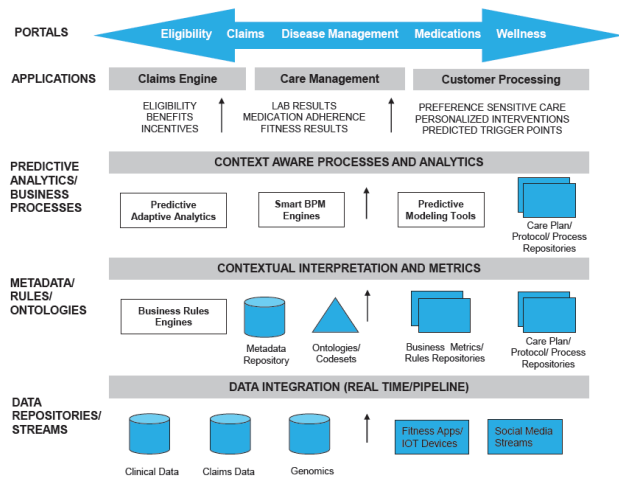 PORTALS
Eligibility Claims Disease Management Medications Wellness
APPLICATIONS
Claims Engine
Care Management
Customer Processing
ELIGIBILITY
BENEFITS
INCENTIVES
LAB RESULTS
MEDICATION ADHERENCE
FITNESS RESULTS
PREFERENCE SENSITIVE CARE
PERSONALIZED INTERVENTIONS
PREDICTED TRIGGER POINTS
PREDICTIVE
ANALYTICS/
BUSINESS
PROCESSES
CONTEXT AWARE PROCESSES AND ANALYTICS
Predictive
Adaptive Analytics
Smart BPM
Engines
Predictive
Modeling Tools
Care Plan/
Protocol/ Process
Repositories
METADATA/
RULES/
ONTOLOGIES
CONTEXTUAL INTERPRETATION AND METRICS
Business Rules
Engines
Metadata
Repository
Ontologies/
Codesets
Business Metrics/
Rules Repositories
Care Plan/
Protocol/ Process
Repositories
DATA
REPOSITORIES/
STREAMS
DATA INTEGRATION (REAL TIME/PIPELINE)
Clinical Data
Claims Data
Genomics
Fitness Apps/
IOT Devices
Social Media
Streams